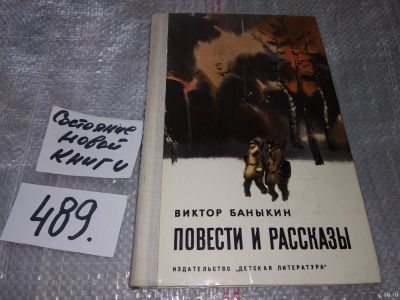 Состояние
новой
книги
489.
ВИКТОР БАНЫКИН
ПОВЕСТИ И РАССКАЗЫ
ИЗДАТЕЛЬСТВО „ДЕТСКАЯ ЛИТЕРАТУРА"